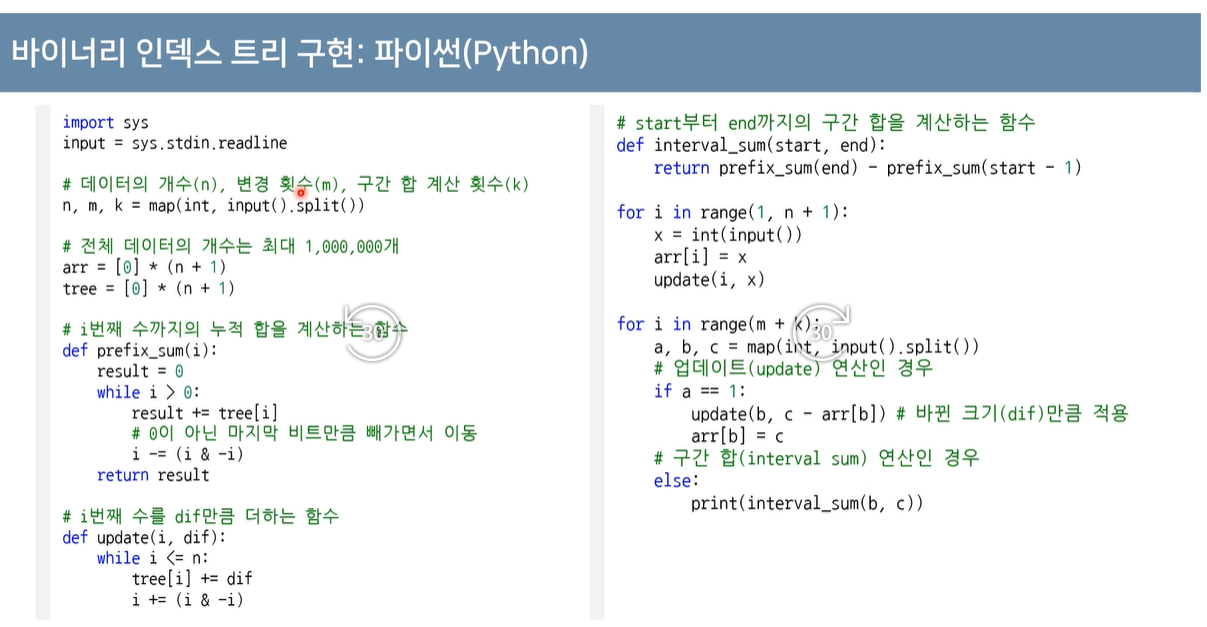 바이너리 인덱스 트리 구현: 파이썬(Python)
import sys
input = sys.stdin.readline
# 데이터의 개수(n), 변경 횟수(m), 구간 합 계산 횟수(k)
n, m, k = map(int, input().split())
# 전체 데이터의 개수는 최대 1,000,000개
arr = [0] * (n + 1)
tree = [0] * (n + 1)
# i번째 수까지의 누적 합을 계산하는 함수
def prefix_sum(i):
    result = 0
    while i > 0:
        result += tree[i]
        # 0이 아닌 마지막 비트만큼 빼가면서 이동
        i -= (i & -i)
    return result
# i번째 수를 dif만큼 더하는 함수
def update(i, dif):
    while i <= n:
        tree[i] += dif
        i += (i & -i)
# start부터 end까지의 구간 합을 계산하는 함수
def interval_sum(start, end):
    return prefix_sum(end) - prefix_sum(start - 1)
for i in range(1, n + 1):
    x = int(input())
    arr[i] = x
    update(i, x)
for i in range(m + k):
    a, b, c = map(int, input().split())
    # 업데이트(update) 연산인 경우
    if a == 1:
        update(b, c - arr[b]) # 바뀐 크기(dif)만큼 적용
        arr[b] = c
    # 구간 합(interval sum) 연산인 경우
    else:
        print(interval_sum(b, c))
30
30